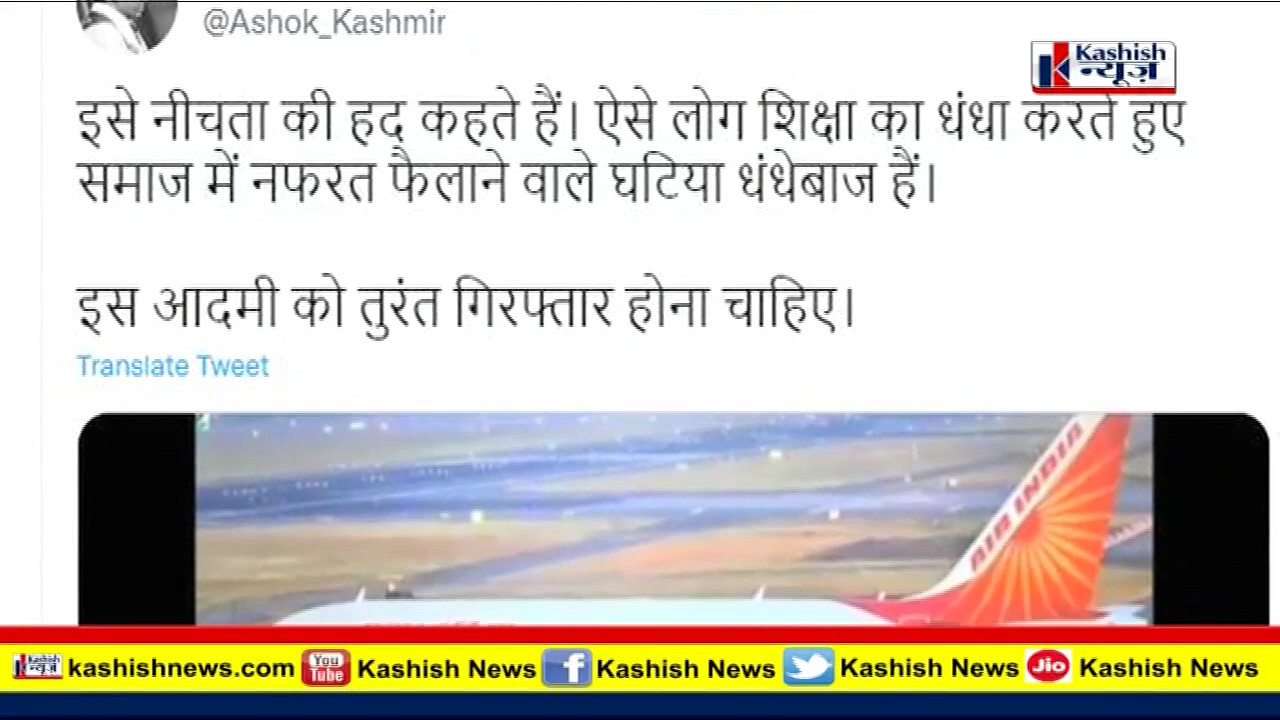 @Ashok_Kashmir
Kashish
न्यूज़
इसे नीचता की हद कहते हैं। ऐसे लोग शिक्षा का धंधा करते हुए
समाज में नफरत फैलाने वाले घटिया धंधेबाज हैं।
इस आदमी को तुरंत गिरफ्तार होना चाहिए।
Translate Tweet
AIR INDIA
Kashish न्यूज़ kashishnews.com You Tube Kashish News f Kashish News Kashish News Jio Kashish News